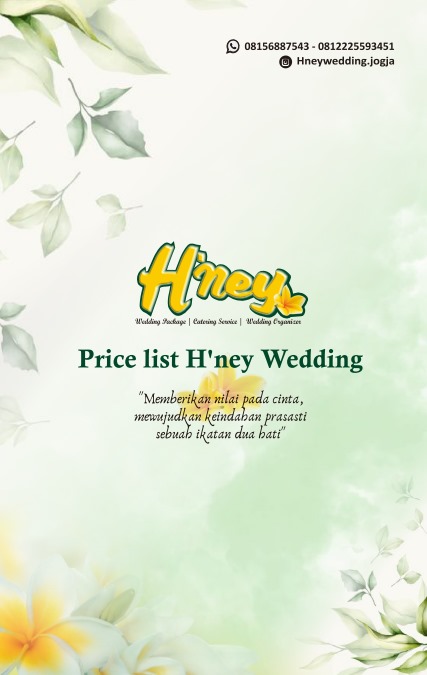 08156887543 - 0812225593451
Hneywedding.jogja
H'ney
Wedding Package | Catering Service | Wedding Organizer
Price list H'ney Wedding
"Memberikan nilai pada cinta,
mewujudkan keindahan prasasti
sebuah ikatan dua hati"